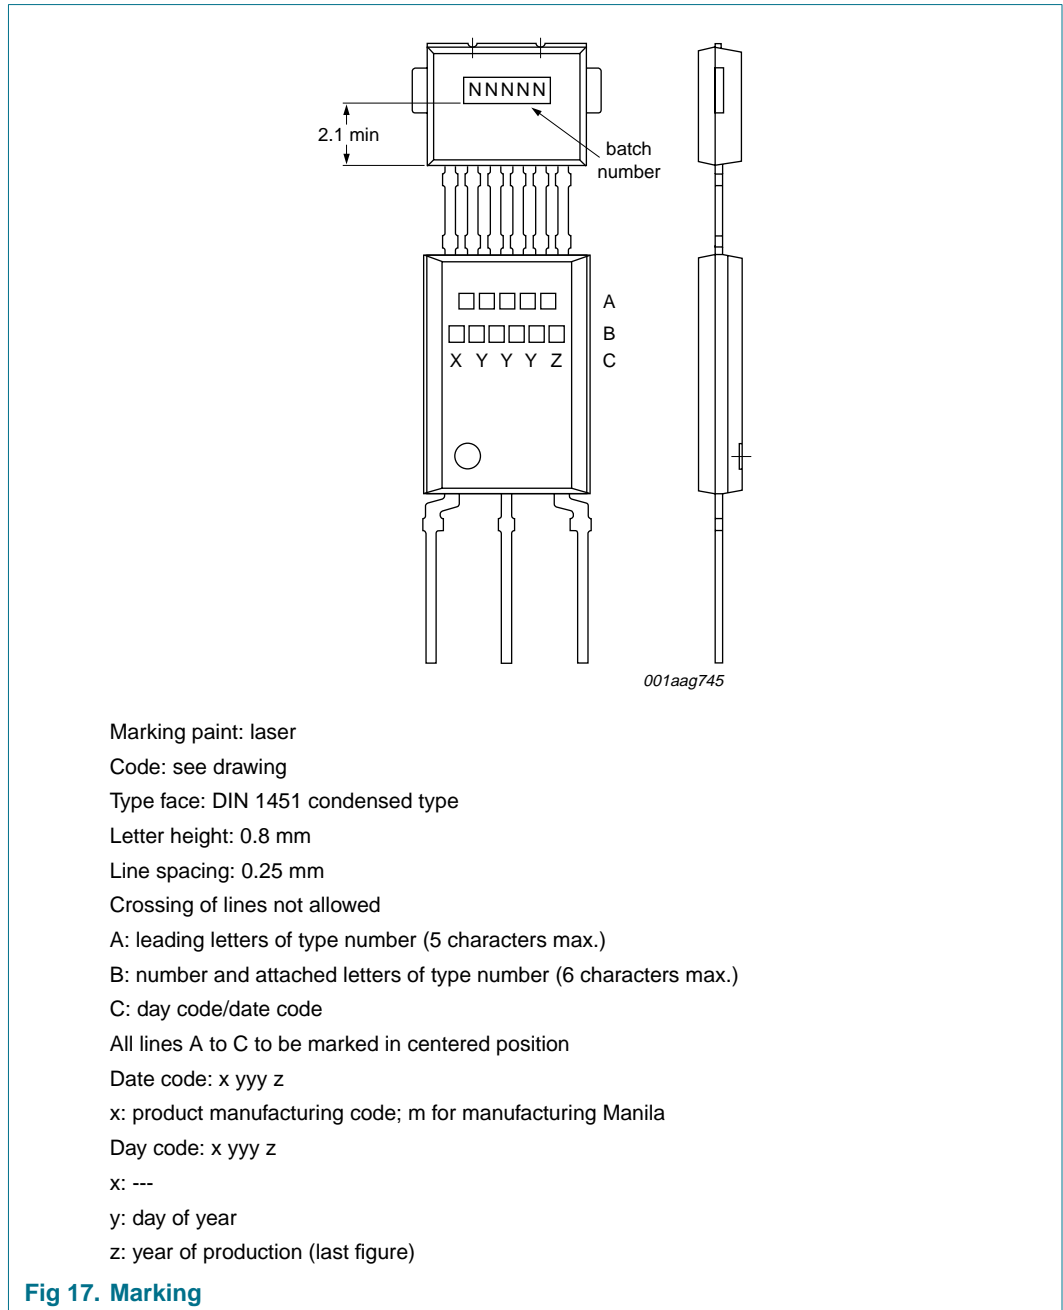 NNNNN
2.1 min
batch
number
A
B
X Y Y Y Z C
001aag745
Marking paint: laser
Code: see drawing
Type face: DIN 1451 condensed type
Letter height: 0.8 mm
Line spacing: 0.25 mm
Crossing of lines not allowed
A: leading letters of type number (5 characters max.)
B: number and attached letters of type number (6 characters max.)
C: day code/date code
All lines A to C to be marked in centered position
Date code: x yyy z
x: product manufacturing code; m for manufacturing Manila
Day code: x yyy z
x: ---
y: day of year
z: year of production (last figure)
Fig 17. Marking